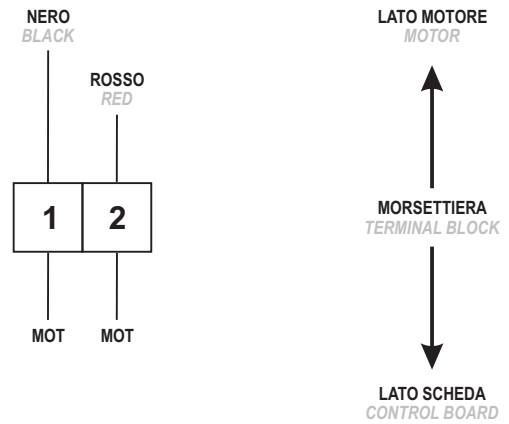 NERO
BLACK
ROSSO
RED
1 2
MOT MOT
LATO MOTORE
MOTOR
MORSETTIERA
TERMINAL BLOCK
LATO SCHEDA
CONTROL BOARD